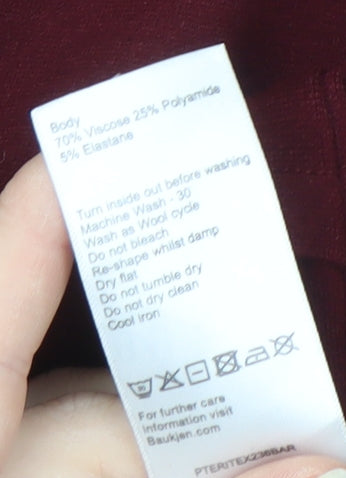 Body
70% Viscose 25% Polyamide
5% Elastane
Turn inside out before washing
Machine Wash - 30
Wash as Wool cycle
Do not bleach
Re-shape whilst damp
Dry flat
Do not tumble dry
Do not dry clean
Cool iron
30
For further care
information visit
Baukjen.com
PTERITEX236BAR